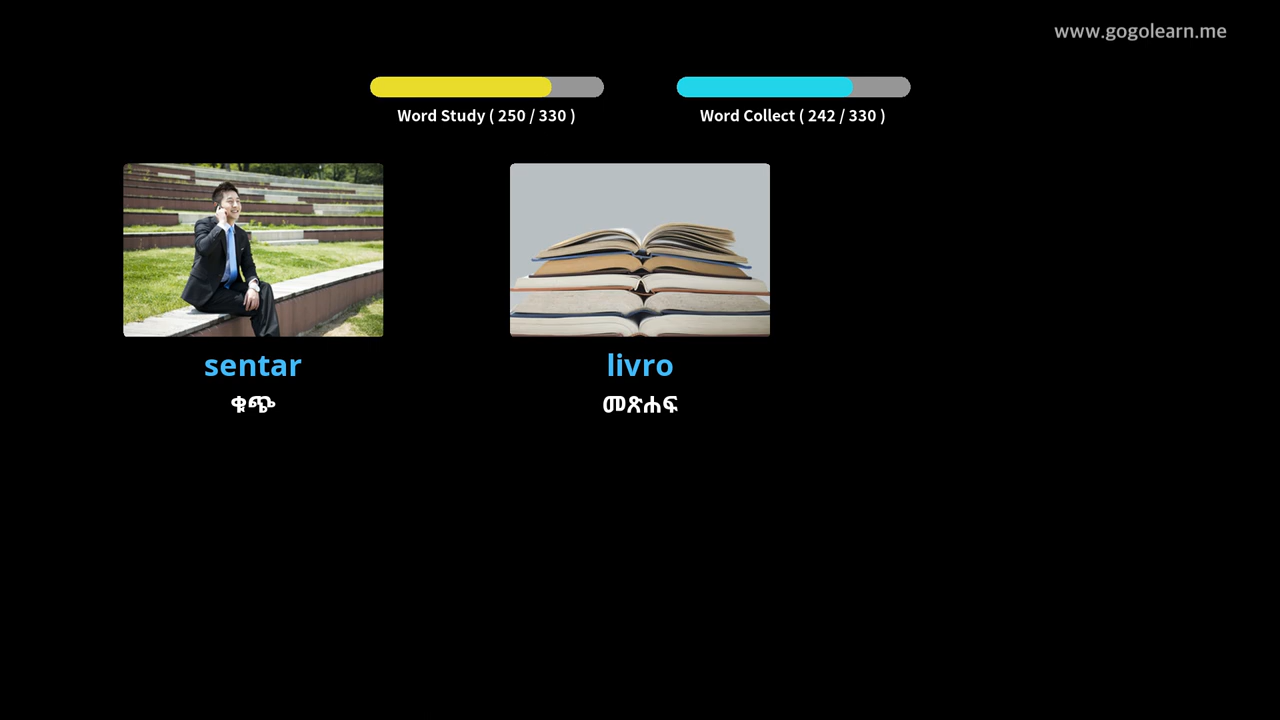 www.gogolearn.me
Word Study ( 250 / 330 )
Word Collect ( 242 / 330 )
sentar
livro
ቁጭ
መጽሐፍ